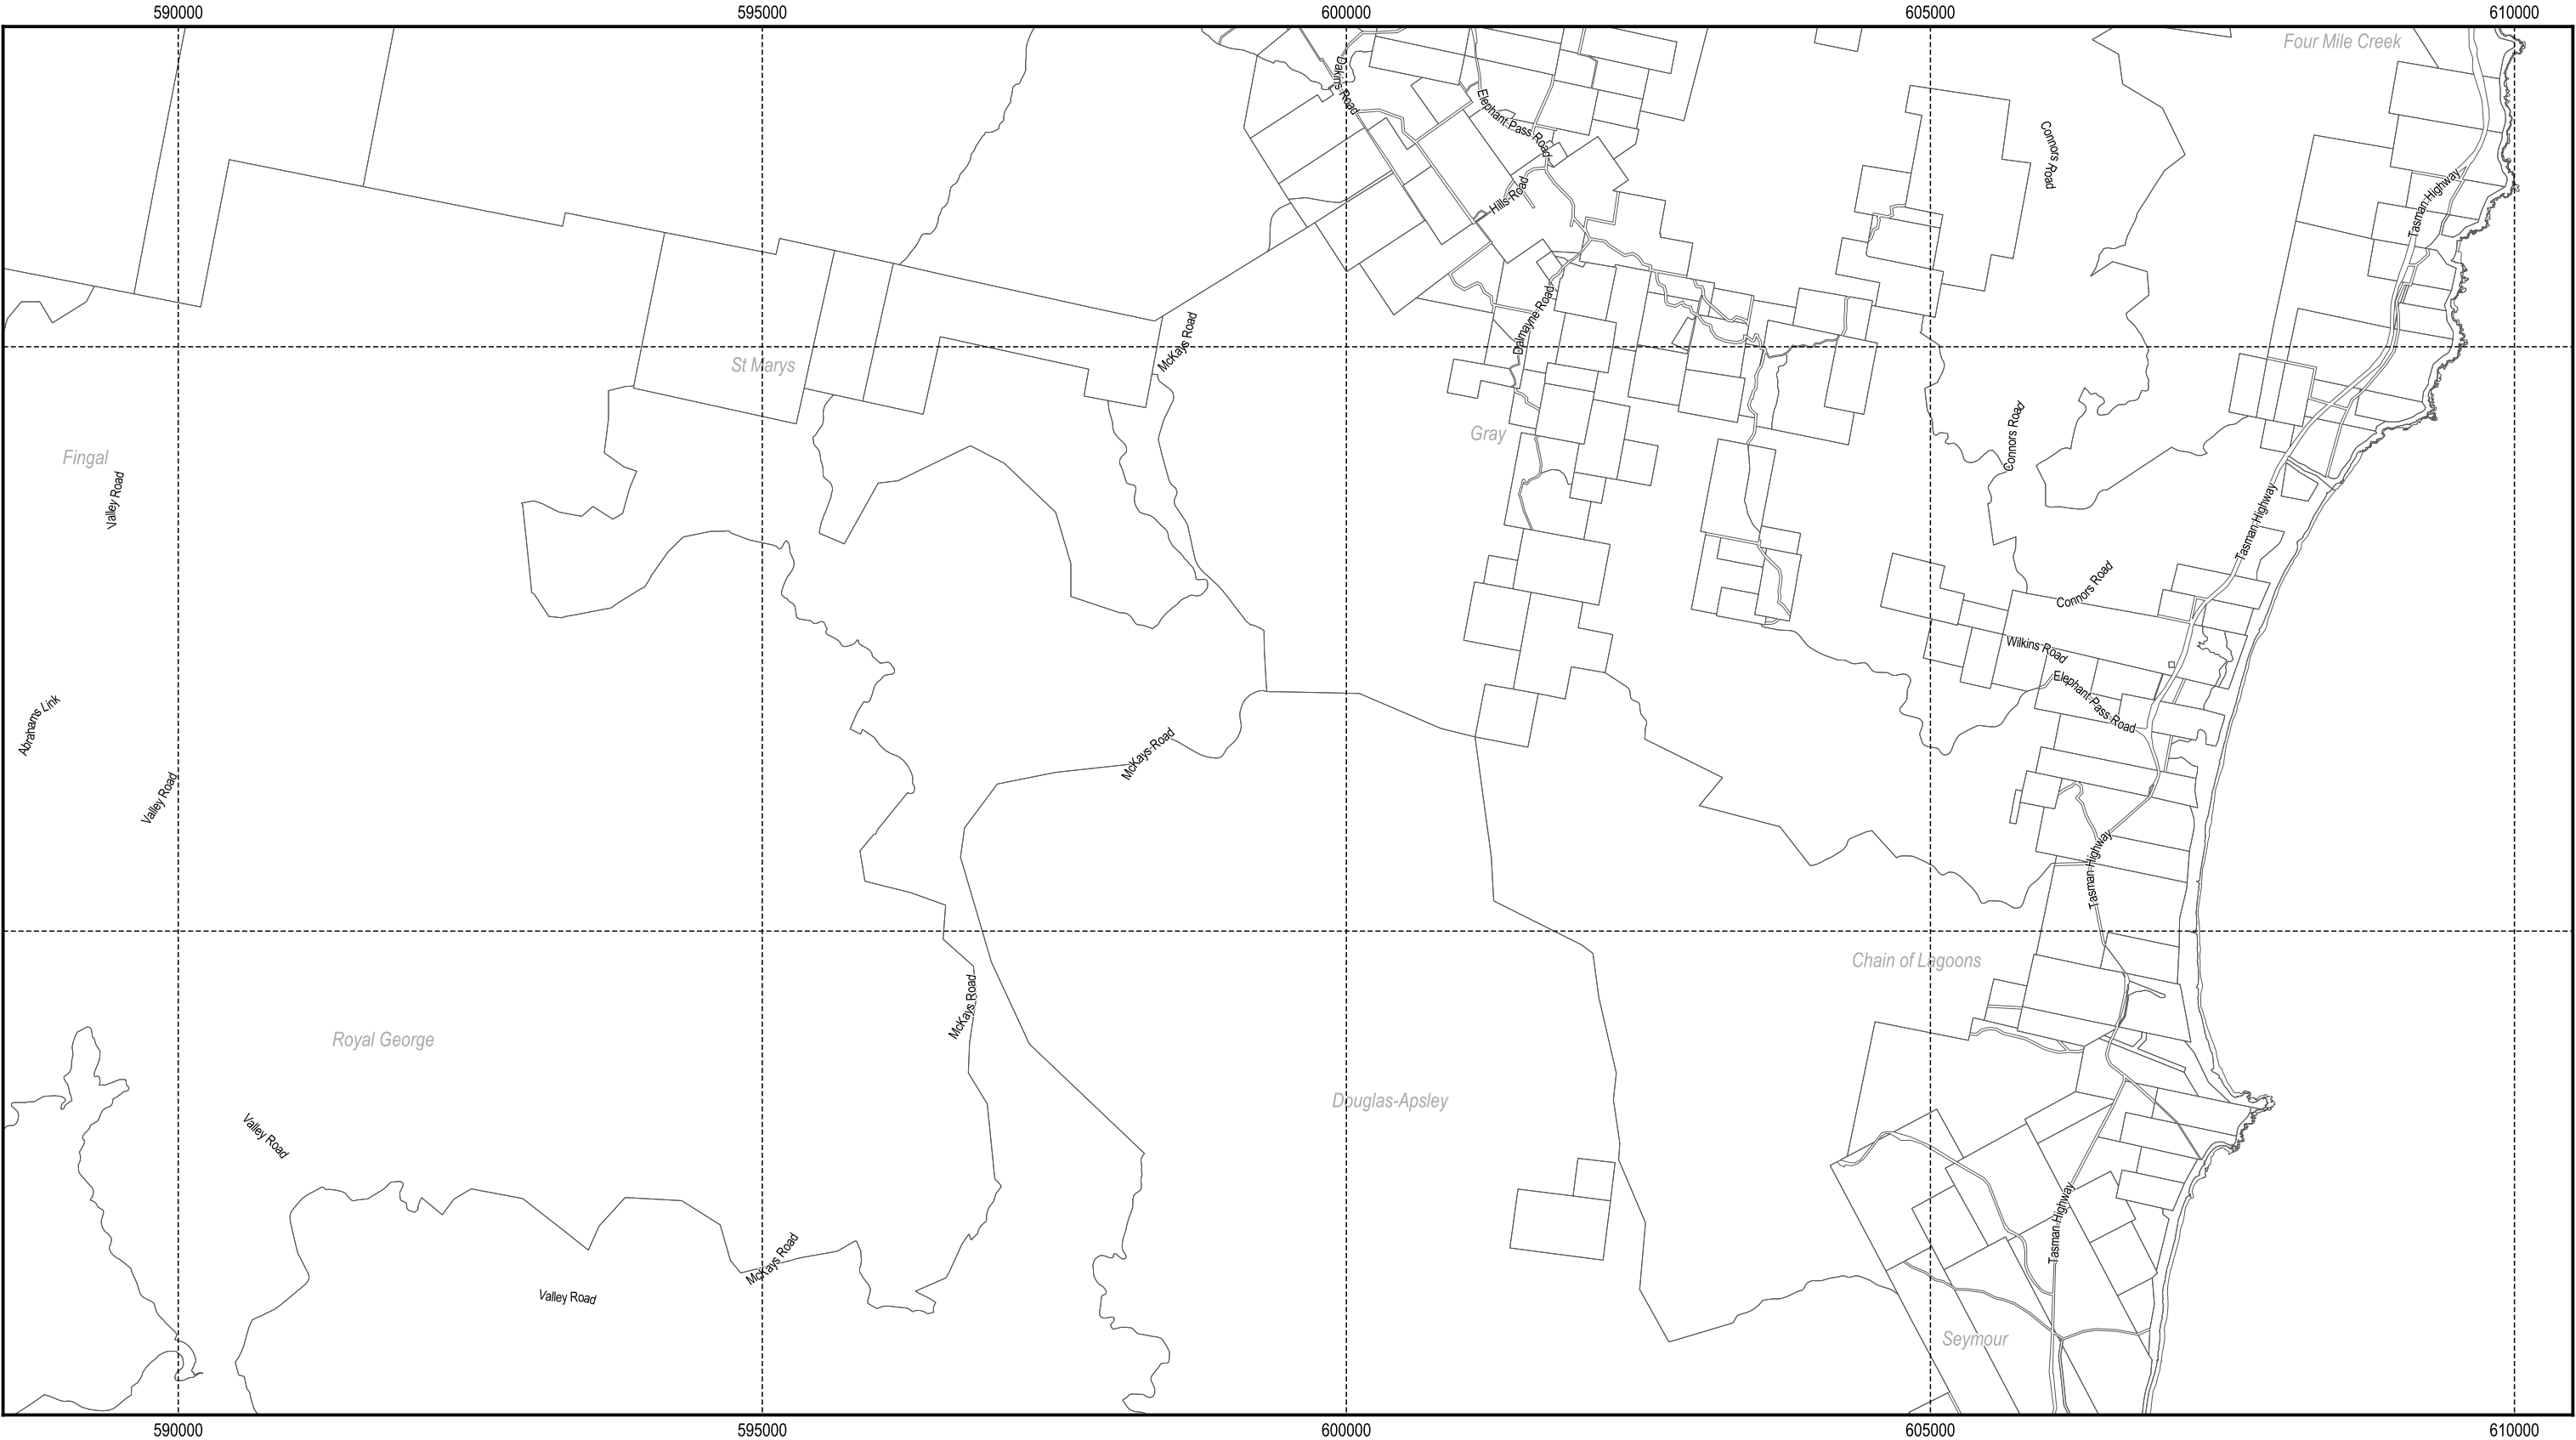 590000
595000
600000
605000
610000
Four Mile Creek
Dakins Road
Elephant Pass Road
Connors Road
Tasman Highway
Hills Road
McKays Road
Dalmayne Road
St Marys
Gray
Connors Road
Fingal
Valley Road
Tasman Highway
Connors Road
Wilkins Road
Elephant Pass Road
Abrahams Link
McKays Road
Valley Road
Tasman Highway
Chain of Lagoons
McKays Road
Royal George
Douglas-Apsley
Valley Road
Tasman Highway
McKays Road
Valley Road
Seymour
590000
595000
600000
605000
610000